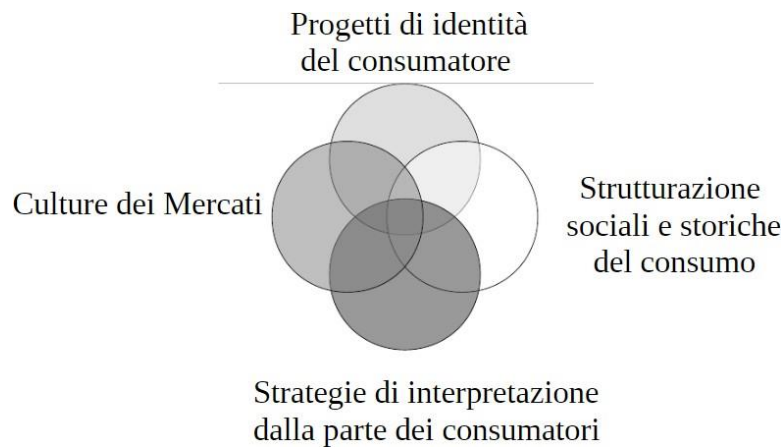 Progetti di identità
del consumatore
Culture dei Mercati
Strutturazione
sociali e storiche
del consumo
Strategie di interpretazione
dalla parte dei consumatori